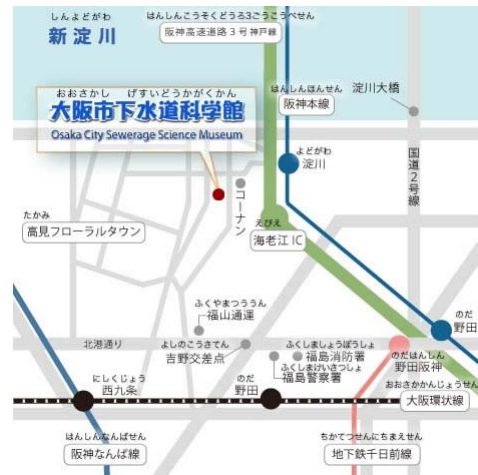 しんよどがわ
新淀川
はんしんこうそくどうろ3ごうこうべせん
阪神高速道路3号神戸線
おおさかし げすいどうかがくかん
大阪市下水道科学館
Osaka City Sewerage Science Museum
はんしんほんせん
阪神本線
淀川大橋
よどがわ
淀川
国道2号線
コーナン
たかみ
高見フローラルタウン
えびえ
海老江IC
ふくやまつううん
福山通運
のだ
野田
北港通り
よしのこうさてん
吉野交差点
ふくしましょうぼうしょ
福島消防署
ふくしまけいさつしょ
福島警察署
のだはんしん
野田阪神
にしくじょう
西九条
のだ
野田
おおさかかんじょうせん
大阪環状線
はんしんなんばせん
阪神なんば線
ちかてつせんにちまえせん
地下鉄千日前線